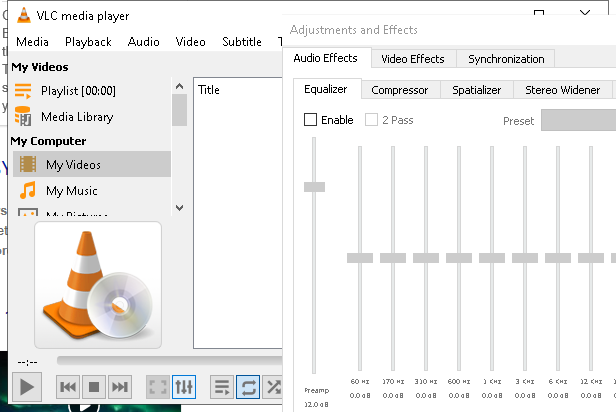 VLC media player
Media Playback Audio Video Subtitle
My Videos
Playlist [00:00]
Media Library
My Computer
My Videos
My Music
My Pictures
Title
--:--
Adjustments and Effects
Audio Effects Video Effects Synchronization
Equalizer Compressor Spatializer Stereo Widener
Enable 2 Pass Preset
60 Hz 170 Hz 310 Hz 600 Hz 1 KHz 3 KHz 6 KHz 12 KHz
Preamp 0.0 dB 0.0 dB 0.0 dB 0.0 dB 0.0 dB 0.0 dB 0.0 dB 0.0 dB
12.0 dB